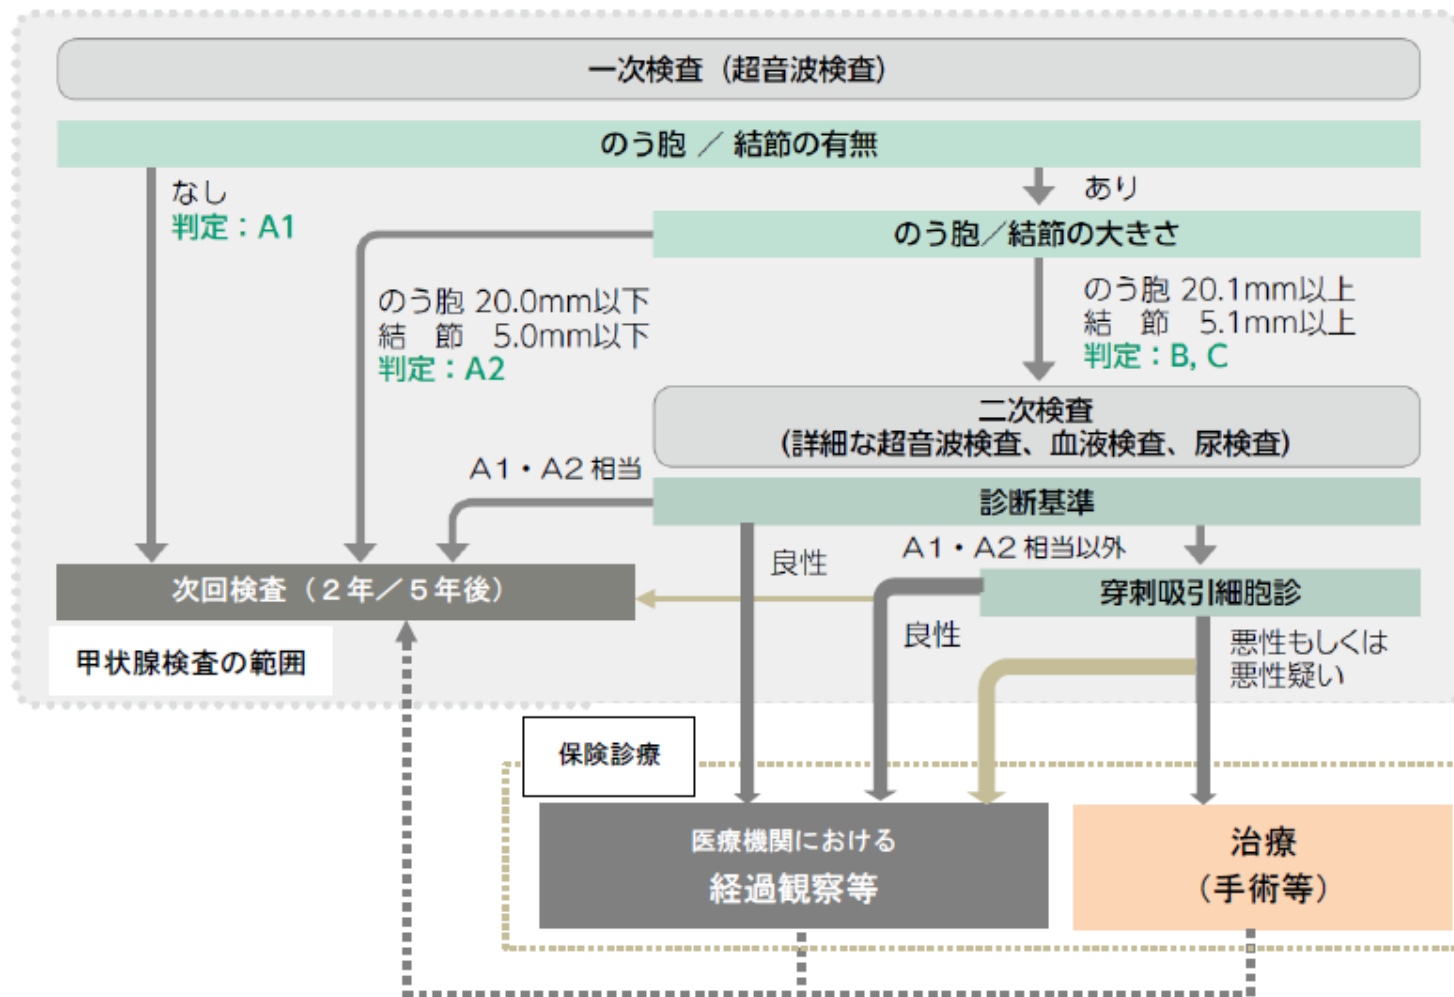 一次検査（超音波検査）
のう胞 ／ 結節の有無
なし
判定：A1
あり
のう胞／結節の大きさ
のう胞 20.0mm以下
結 節 5.0mm以下
判定：A2
のう胞 20.1mm以上
結 節 5.1mm以上
判定：B, C
二次検査
(詳細な超音波検査、血液検査、尿検査)
A1・A2 相当
診断基準
良性
A1・A2 相当以外
次回検査（２年／５年後）
穿刺吸引細胞診
良性
悪性もしくは
悪性疑い
甲状腺検査の範囲
保険診療
医療機関における
経過観察等
治療
（手術等）